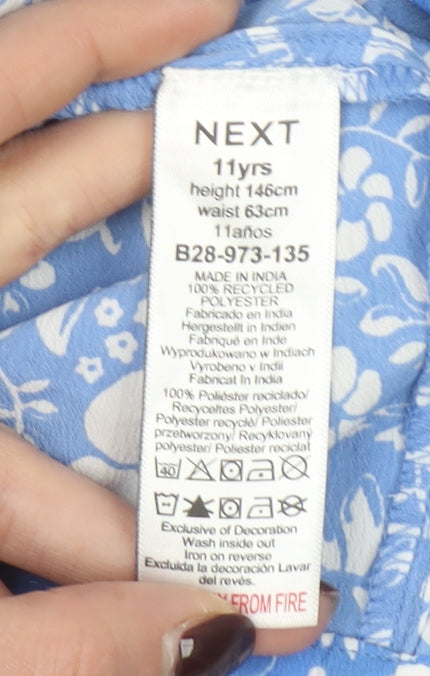 NEXT
11yrs
height 146cm
waist 63cm
11años
B28-973-135
MADE IN INDIA
100% RECYCLED
POLYESTER
Fabricado en India
Hergestellt in Indien
Fabriqué en Inde
Wyprodukowano w Indiach
Vyrobeno v Indii
Fabricat în India
100% Poliéster reciclado/
Recyceltes Polyester/
Polyester recyclé/ Poliester
przetworzony/ Recyklovaný
polyester/ Poliester reciclat
40
Exclusive of Decoration
Wash inside out
Iron on reverse
Excluida la decoración Lavar
del revés.
FROM FIRE